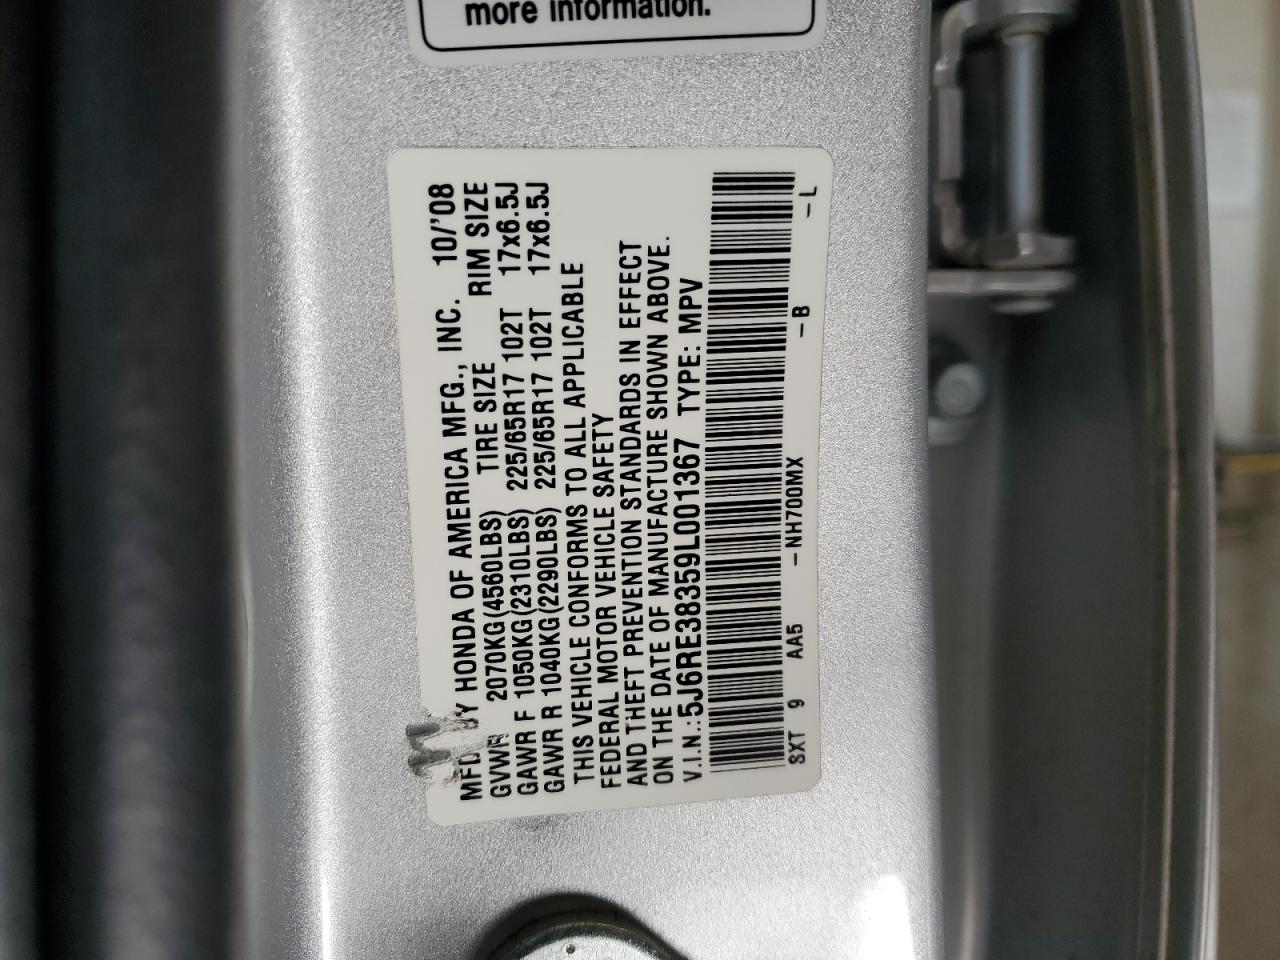 more information.
MFD BY HONDA OF AMERICA MFG., INC. 10/'08
GVWR 2070KG(4560LBS) TIRE SIZE RIM SIZE
GAWR F 1050KG(2310LBS) 225/65R17 102T 17x6.5J
GAWR R 1040KG(2290LBS) 225/65R17 102T 17x6.5J
THIS VEHICLE CONFORMS TO ALL APPLICABLE
FEDERAL MOTOR VEHICLE SAFETY
AND THEFT PREVENTION STANDARDS IN EFFECT
ON THE DATE OF MANUFACTURE SHOWN ABOVE.
V.I.N.: 5J6RE38359L001367 TYPE: MPV
SXT 9 AA5 -NH700MX -B -L